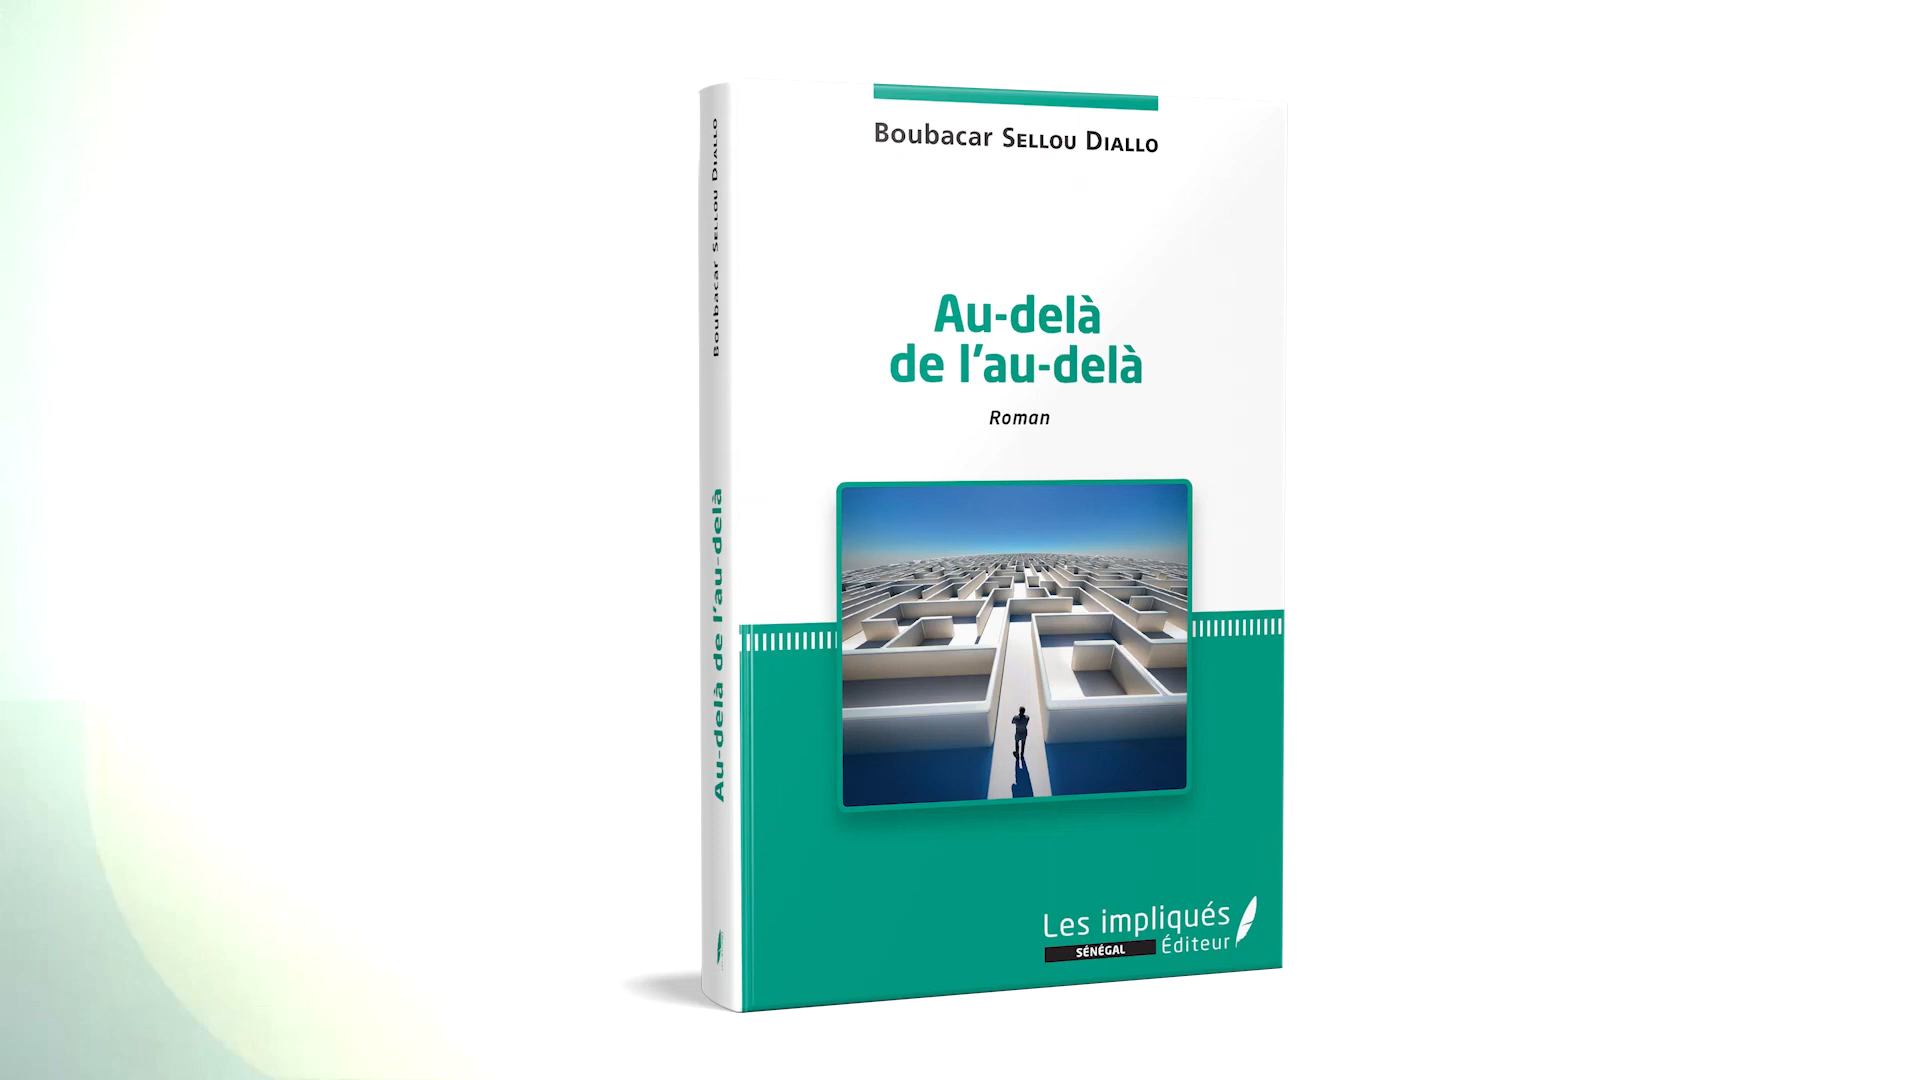 Boubacar SELLOU DIALLO
Au-delà
de l'au-delà
Roman
Les impliqués
SÉNÉGAL Éditeur
Boubacar SELLOU DIALLO
Au-delà de l'au-delà